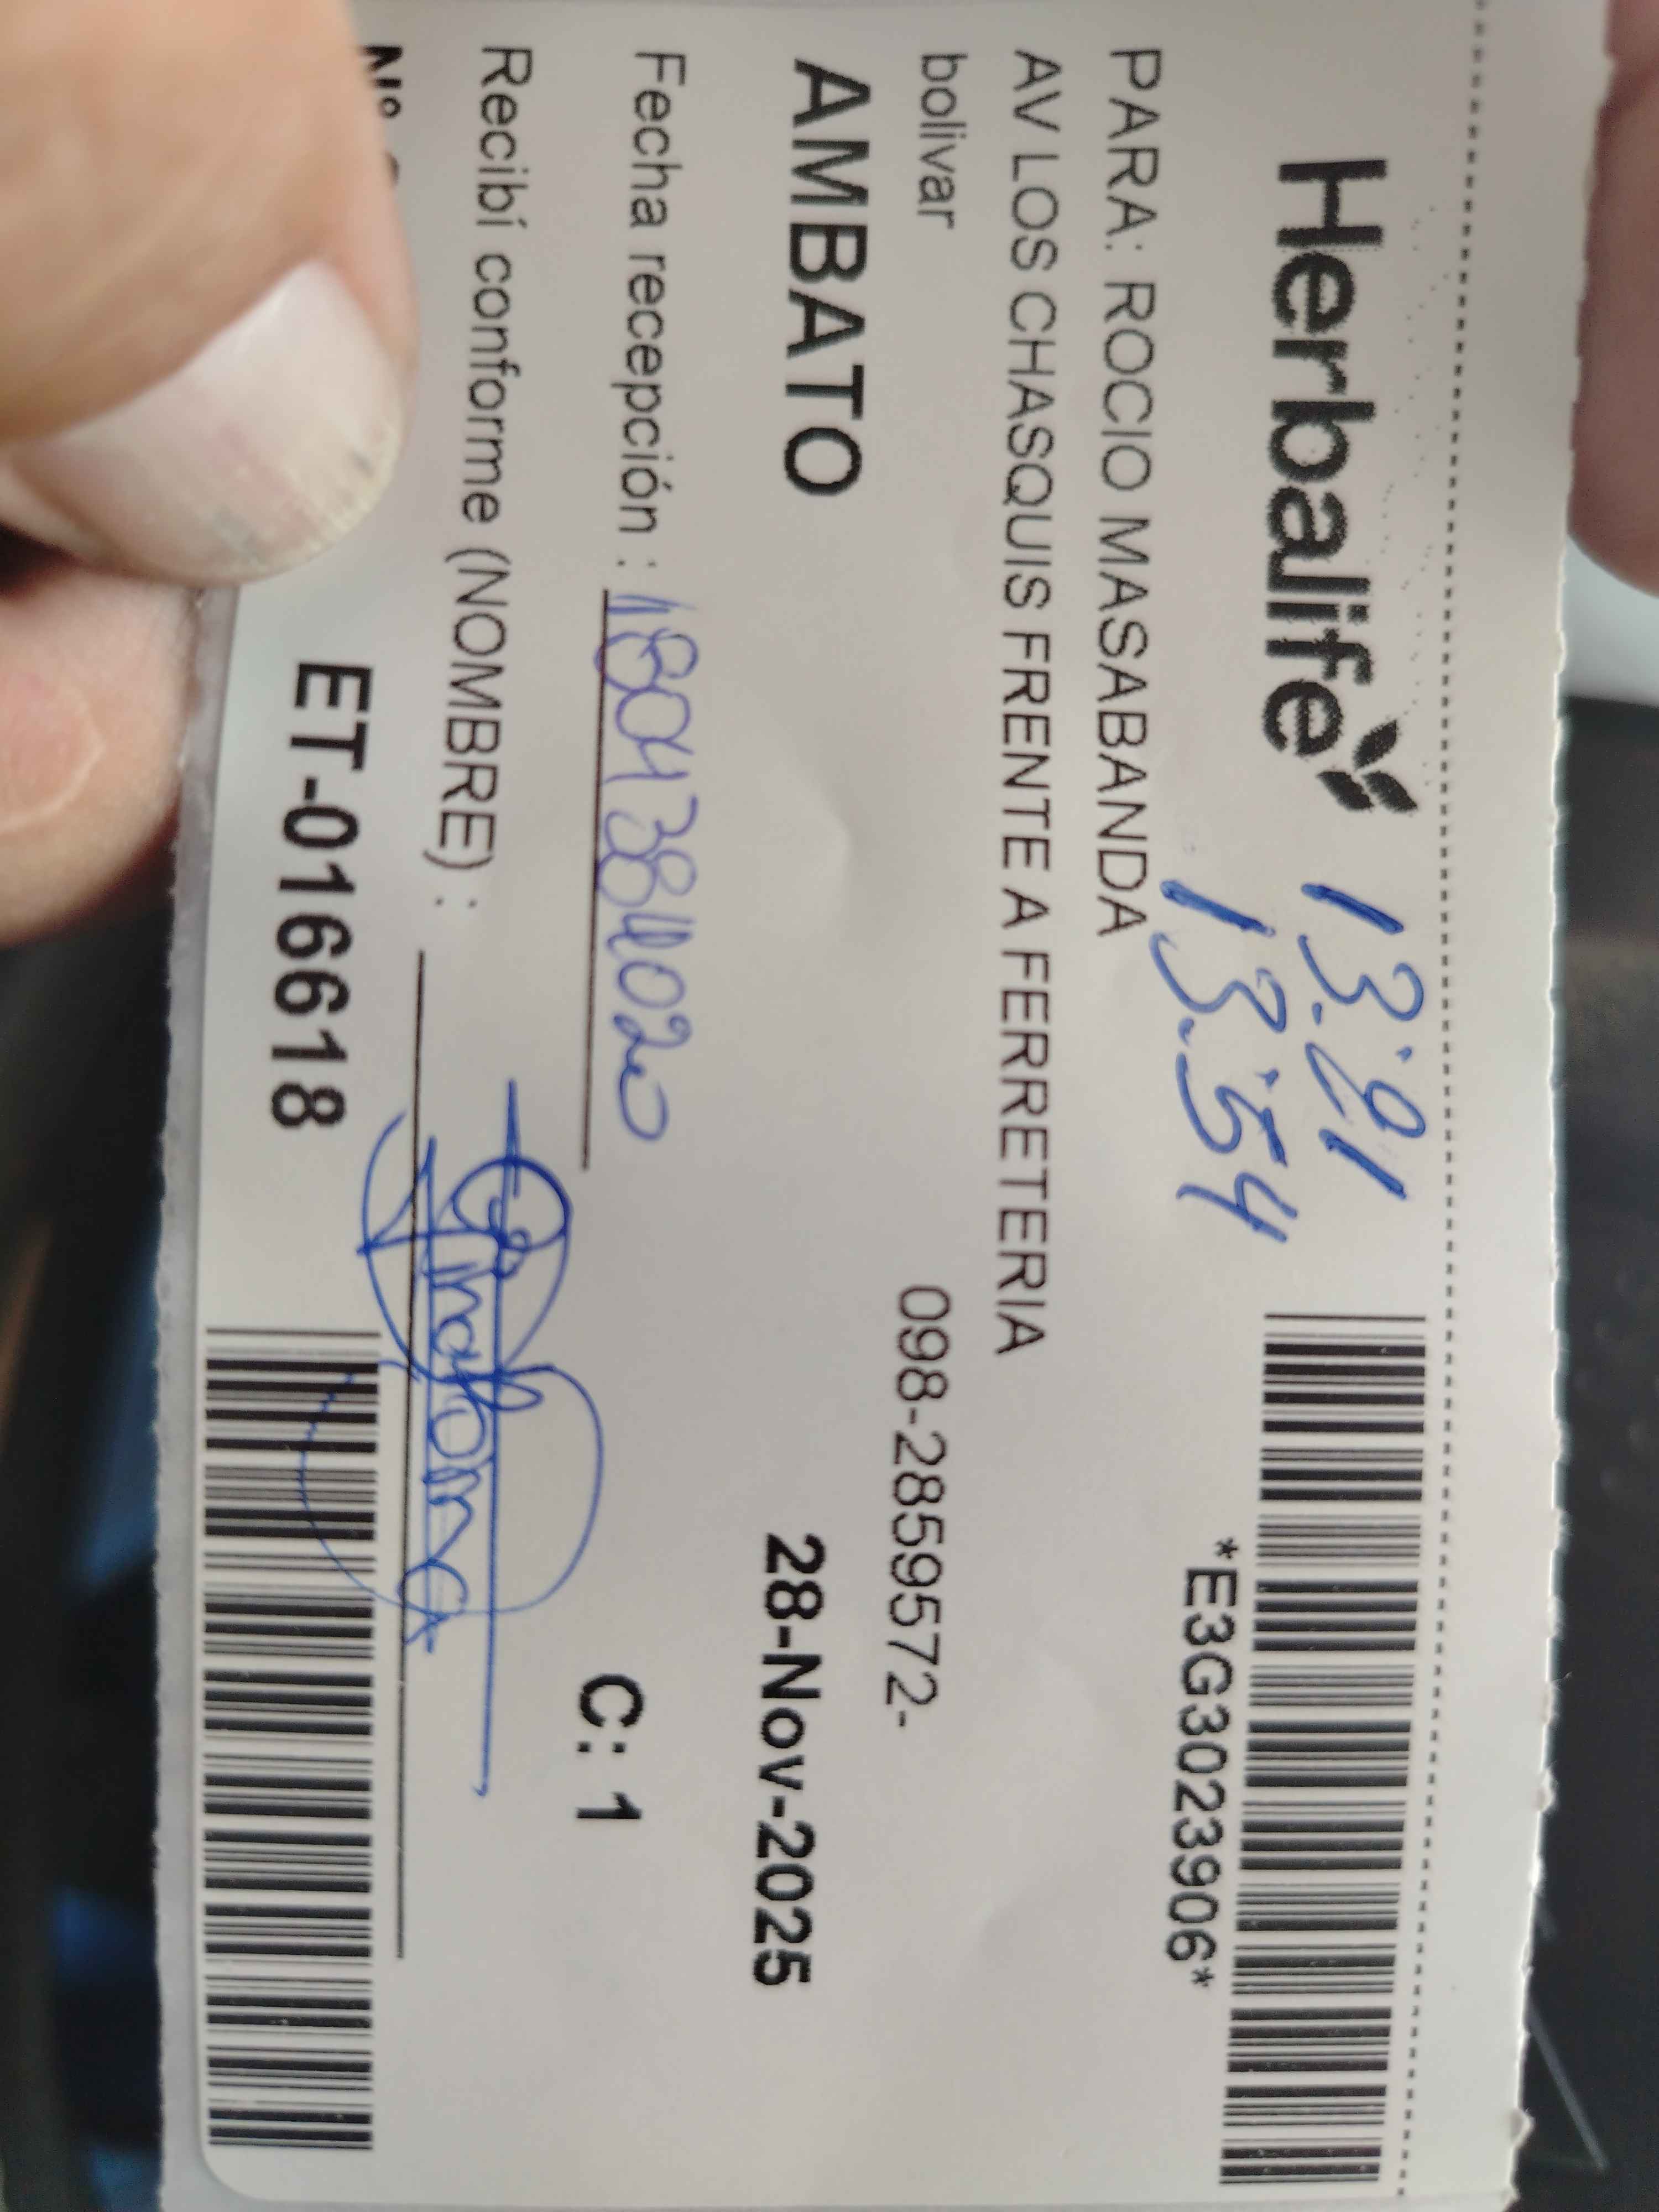 Herbalife
13:21
13:54
*E3G3023906*
PARA: ROCIO MASABANDA
AV LOS CHASQUIS FRENTE A FERRETERIA
bolivar 098-2859572-
AMBATO 28-Nov-2025
Fecha recepción :
C: 1
Recibí conforme (NOMBRE) :
ET-016618